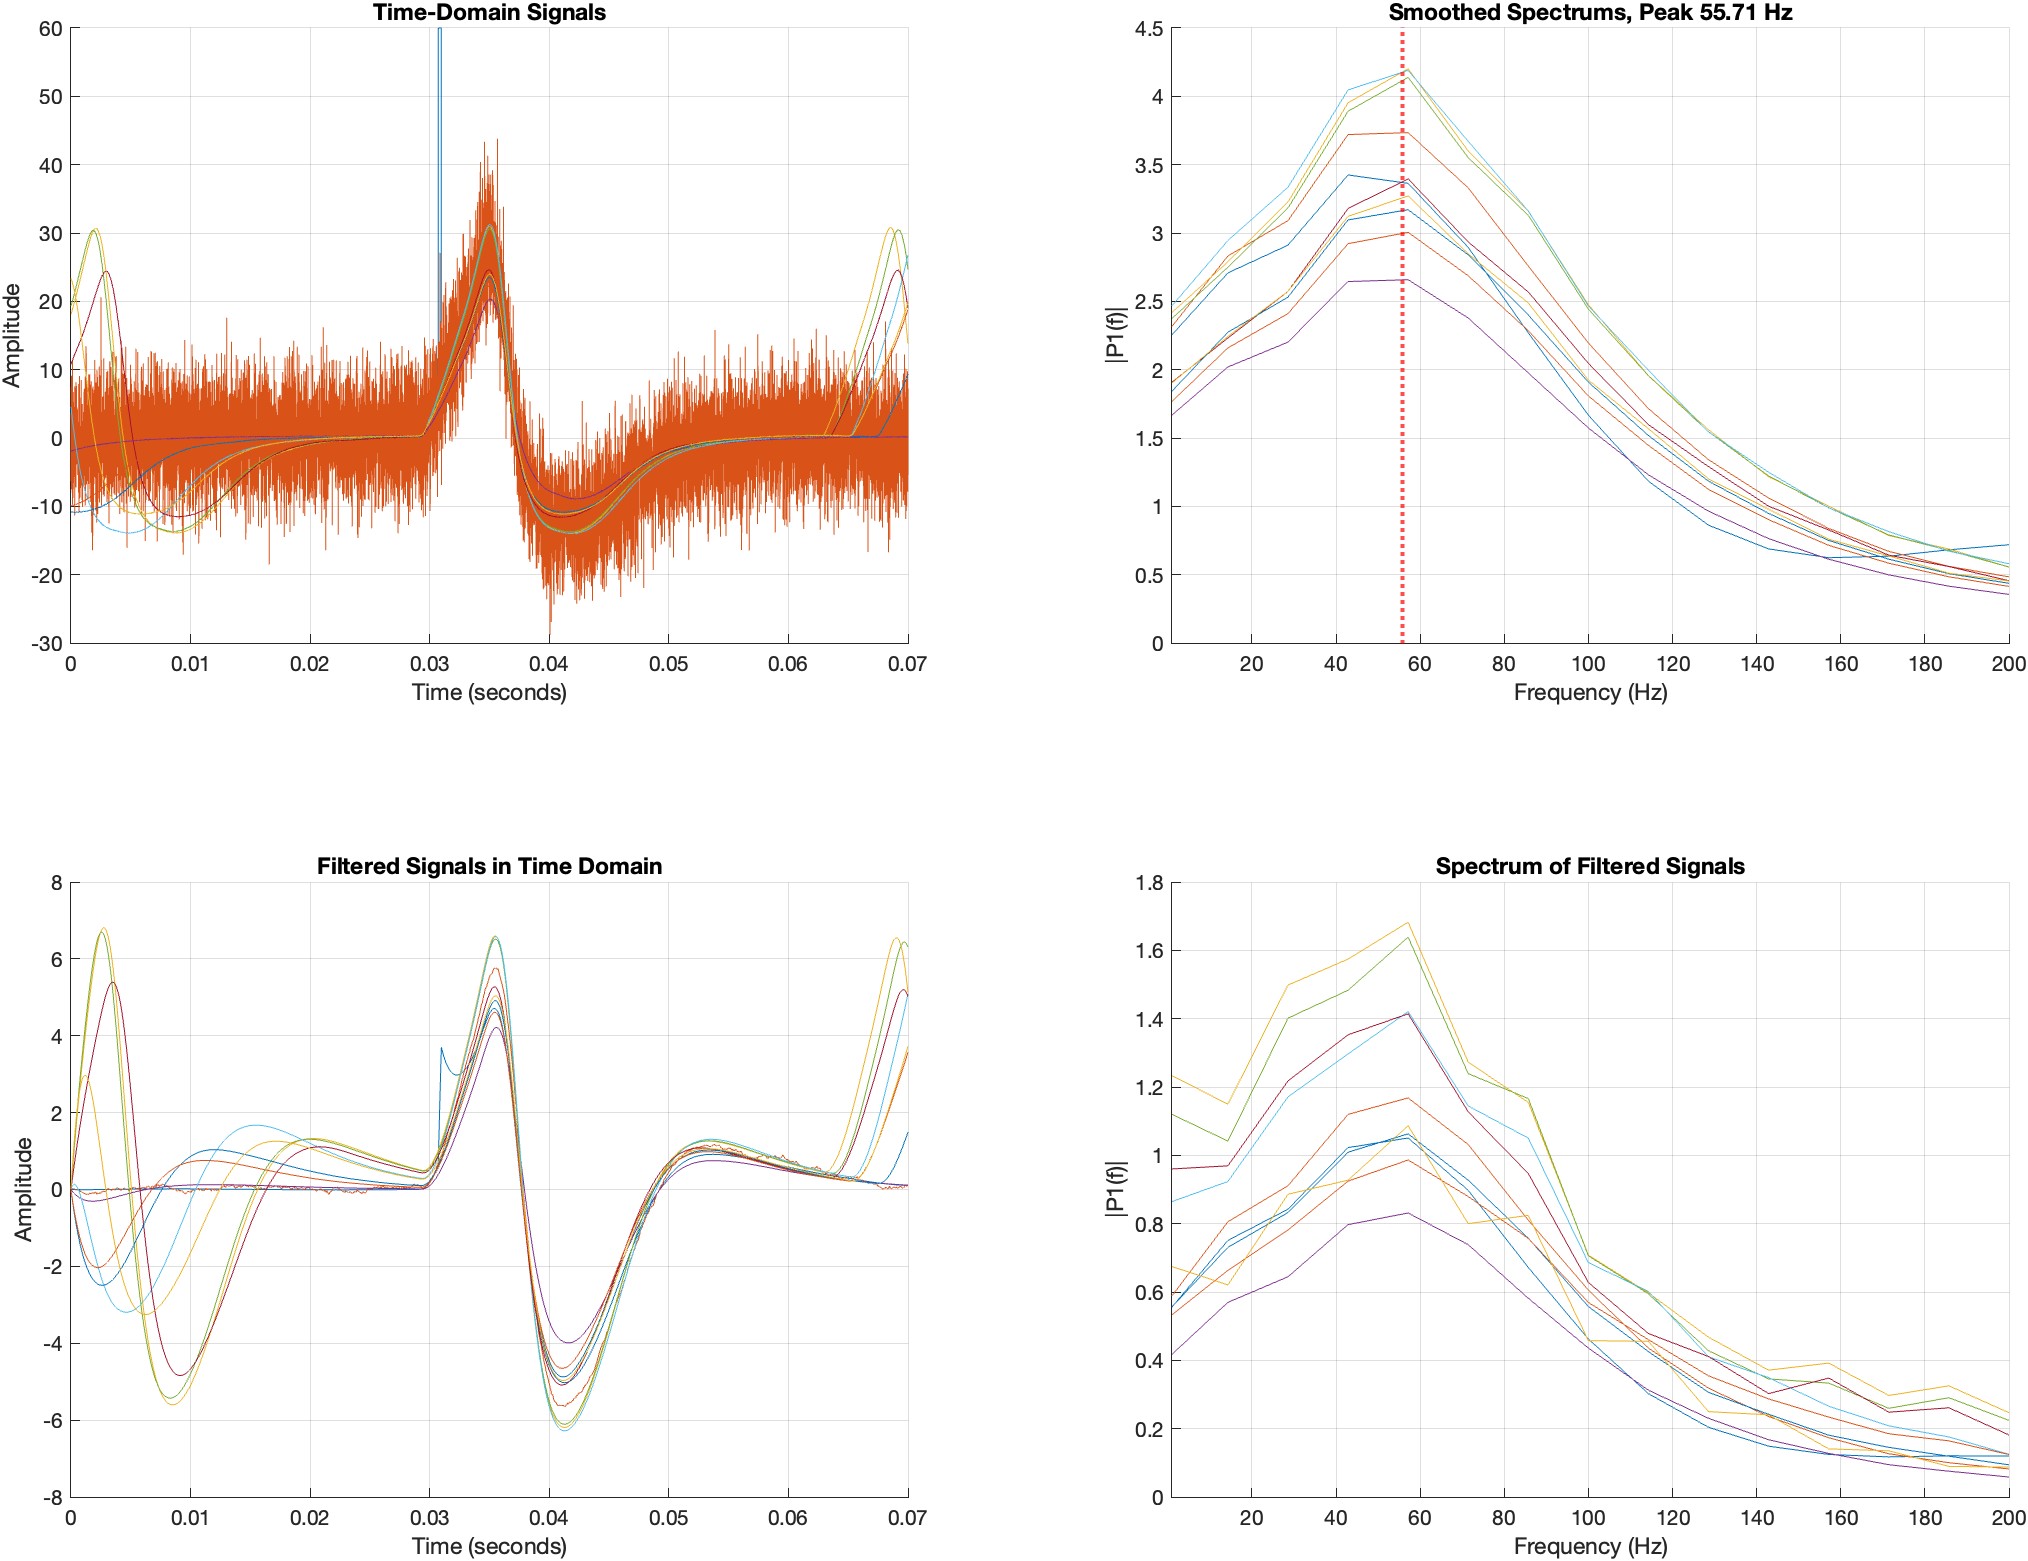 Time-Domain Signals
60
50
40
30
20
10
0
-10
-20
-30
Amplitude
0 0.01 0.02 0.03 0.04 0.05 0.06 0.07
Time (seconds)
Smoothed Spectrums, Peak 55.71 Hz
4.5
4
3.5
3
2.5
2
1.5
1
0.5
0
|P1(f)|
20 40 60 80 100 120 140 160 180 200
Frequency (Hz)
Filtered Signals in Time Domain
8
6
4
2
0
-2
-4
-6
-8
Amplitude
0 0.01 0.02 0.03 0.04 0.05 0.06 0.07
Time (seconds)
Spectrum of Filtered Signals
1.8
1.6
1.4
1.2
1
0.8
0.6
0.4
0.2
0
|P1(f)|
20 40 60 80 100 120 140 160 180 200
Frequency (Hz)